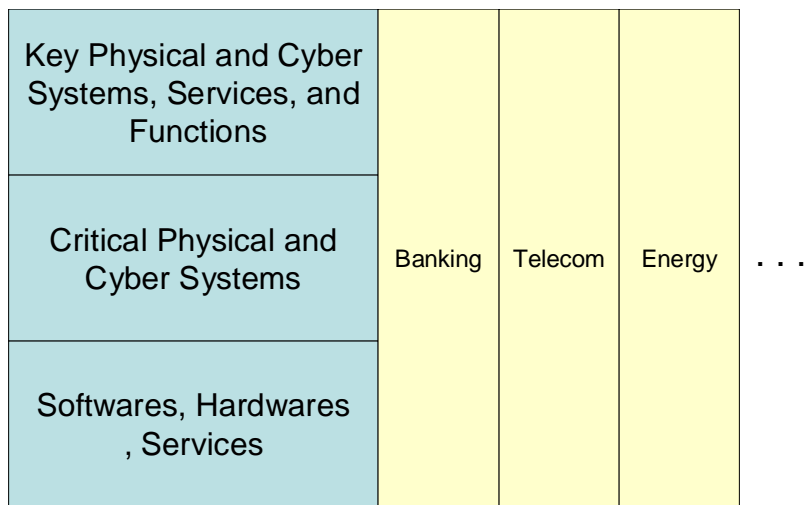 Key Physical and Cyber
Systems, Services, and
Functions
Critical Physical and
Cyber Systems
Softwares, Hardwares
, Services
Banking
Telecom
Energy
. . .